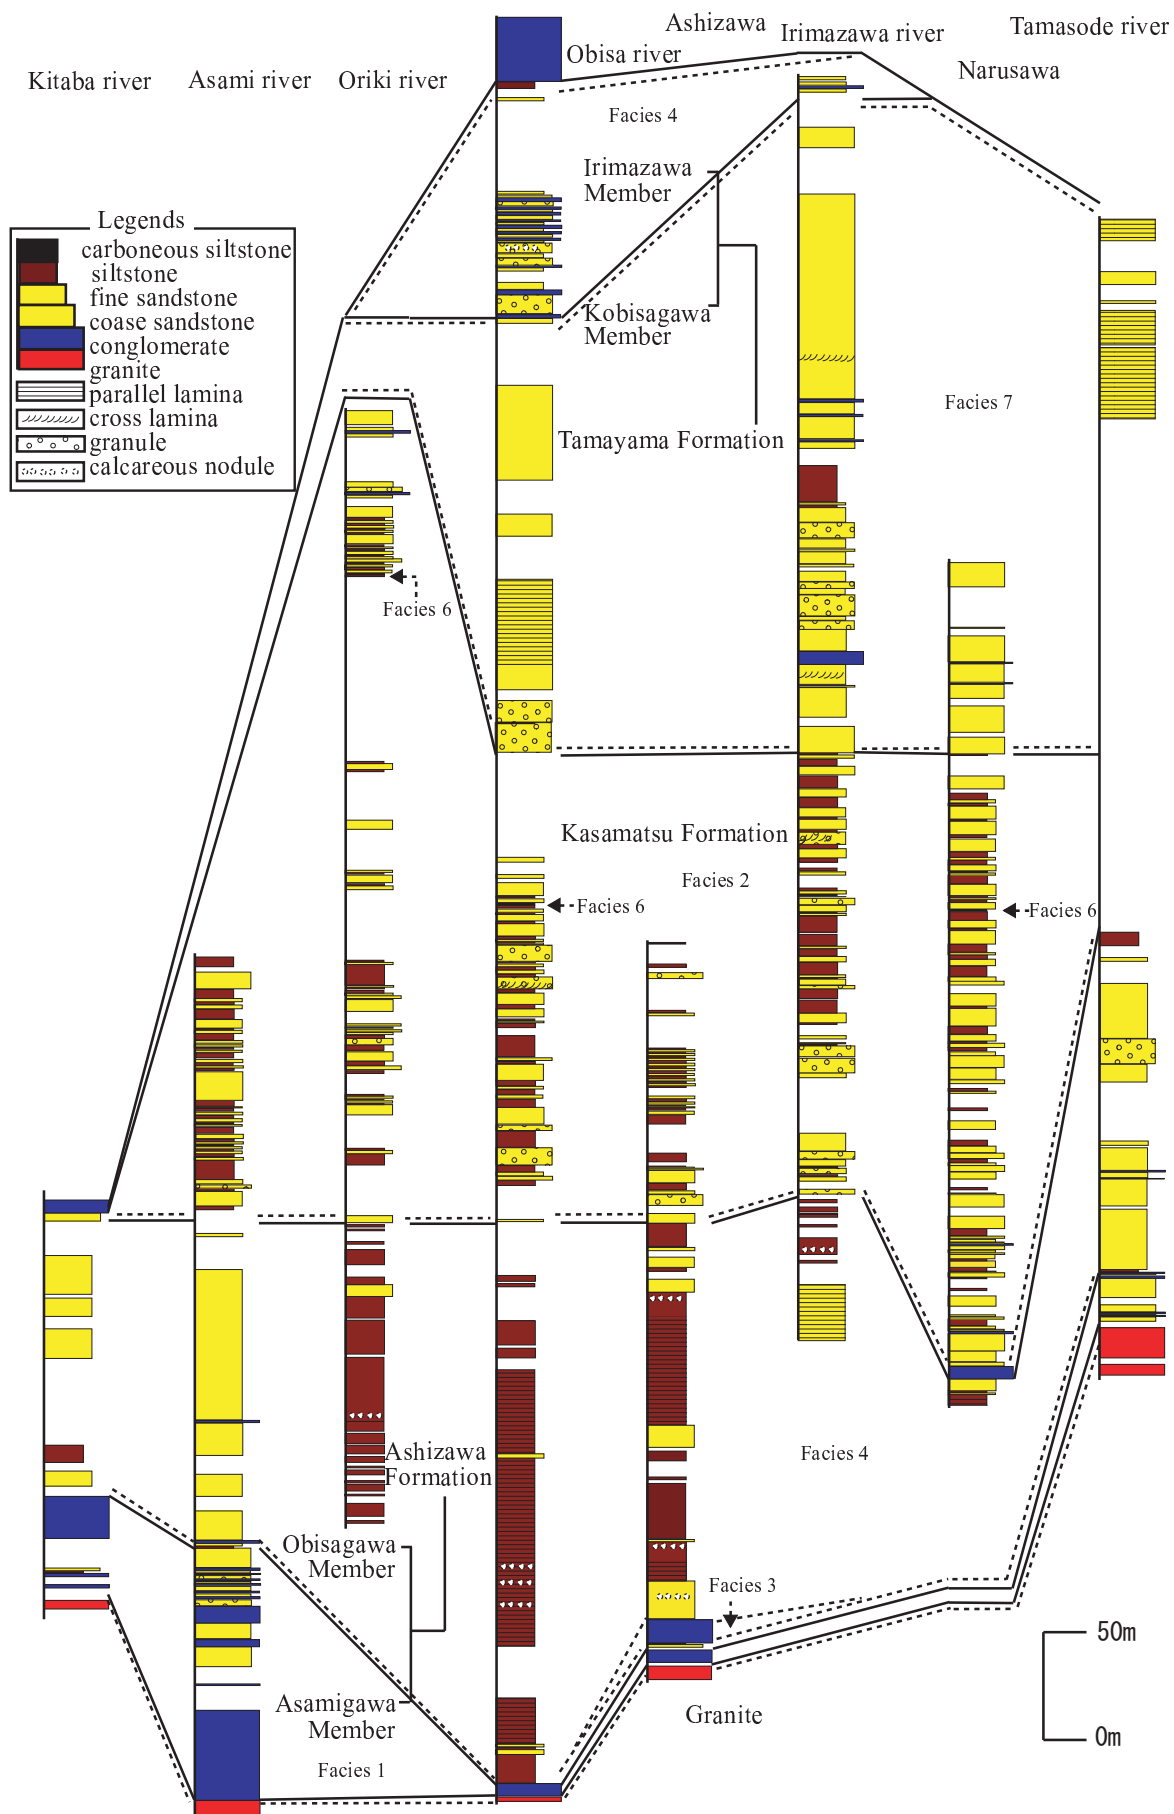 Ashizawa
Tamasode river
Obisa river
Irimazawa river
Kitaba river
Asami river
Oriki river
Narusawa
Facies 4
Irimazawa
Member
Legends
carboneous siltstone
siltstone
fine sandstone
coase sandstone
conglomerate
granite
parallel lamina
cross lamina
granule
calcareous nodule
Kobisagawa
Member
Facies 7
Tamayama Formation
Facies 6
Kasamatsu Formation
Facies 2
Facies 6
Facies 6
Ashizawa
Formation
Facies 4
Obisagawa
Member
Facies 3
50m
Asamigawa
Member
Granite
0m
Facies 1